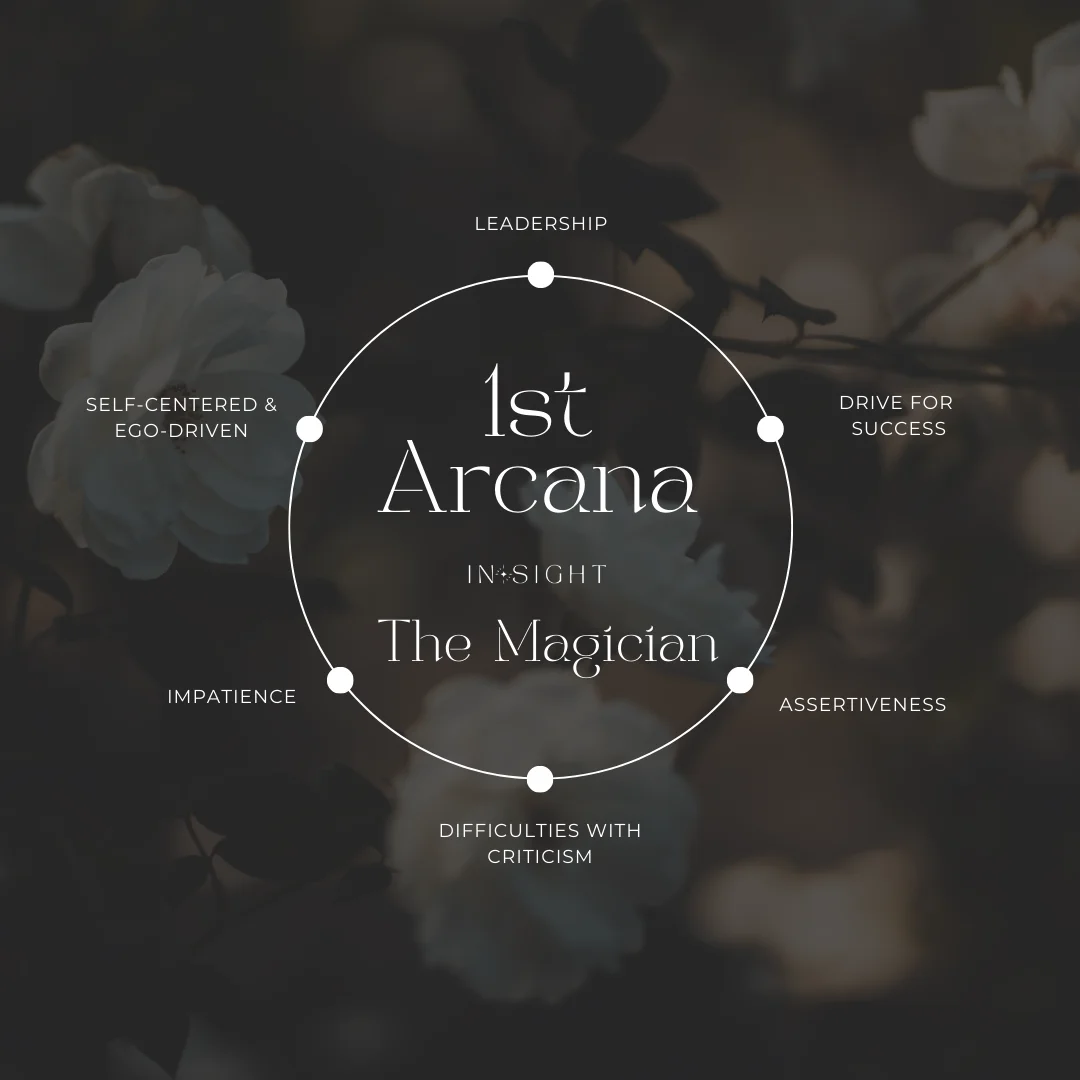 LEADERSHIP
1st
Arcana
IN SIGHT
The Magician
DRIVE FOR
SUCCESS
ASSERTIVENESS
DIFFICULTIES WITH
CRITICISM
IMPATIENCE
SELF-CENTERED &
EGO-DRIVEN